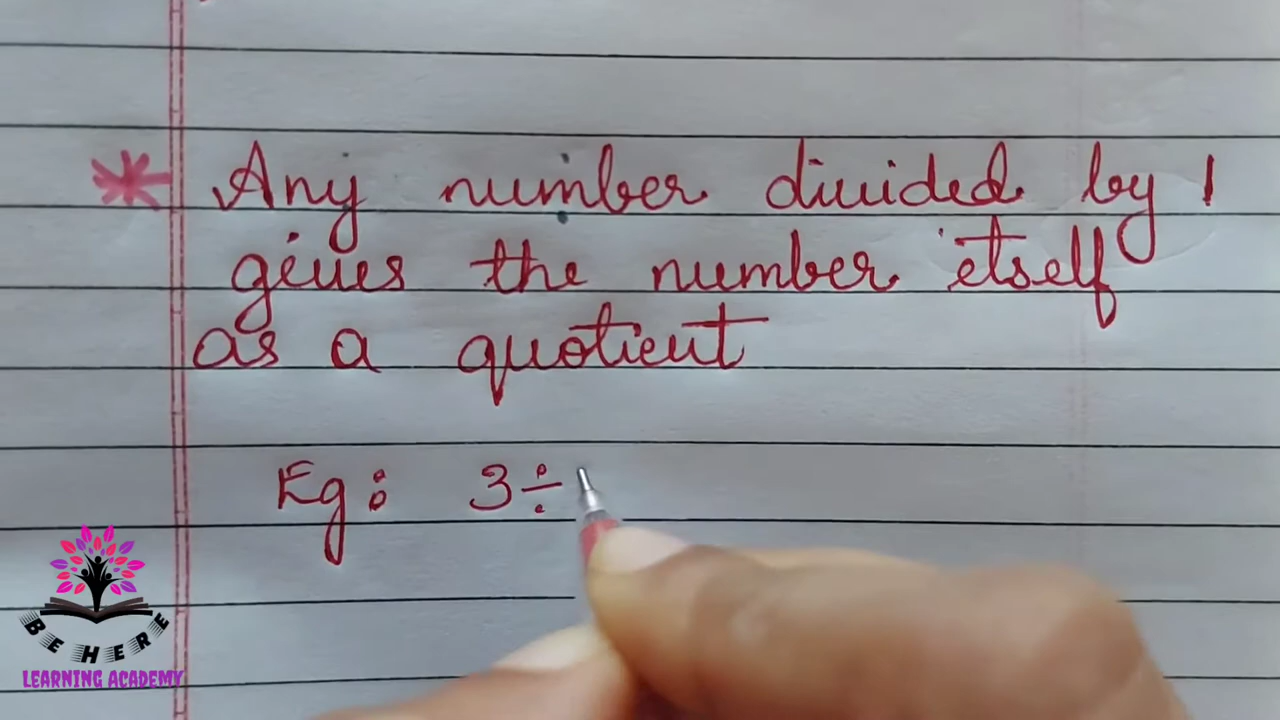 * Any number divided by 1
gives the number itself
as a quotient
Eg: 3÷
BE HERE
LEARNING ACADEMY